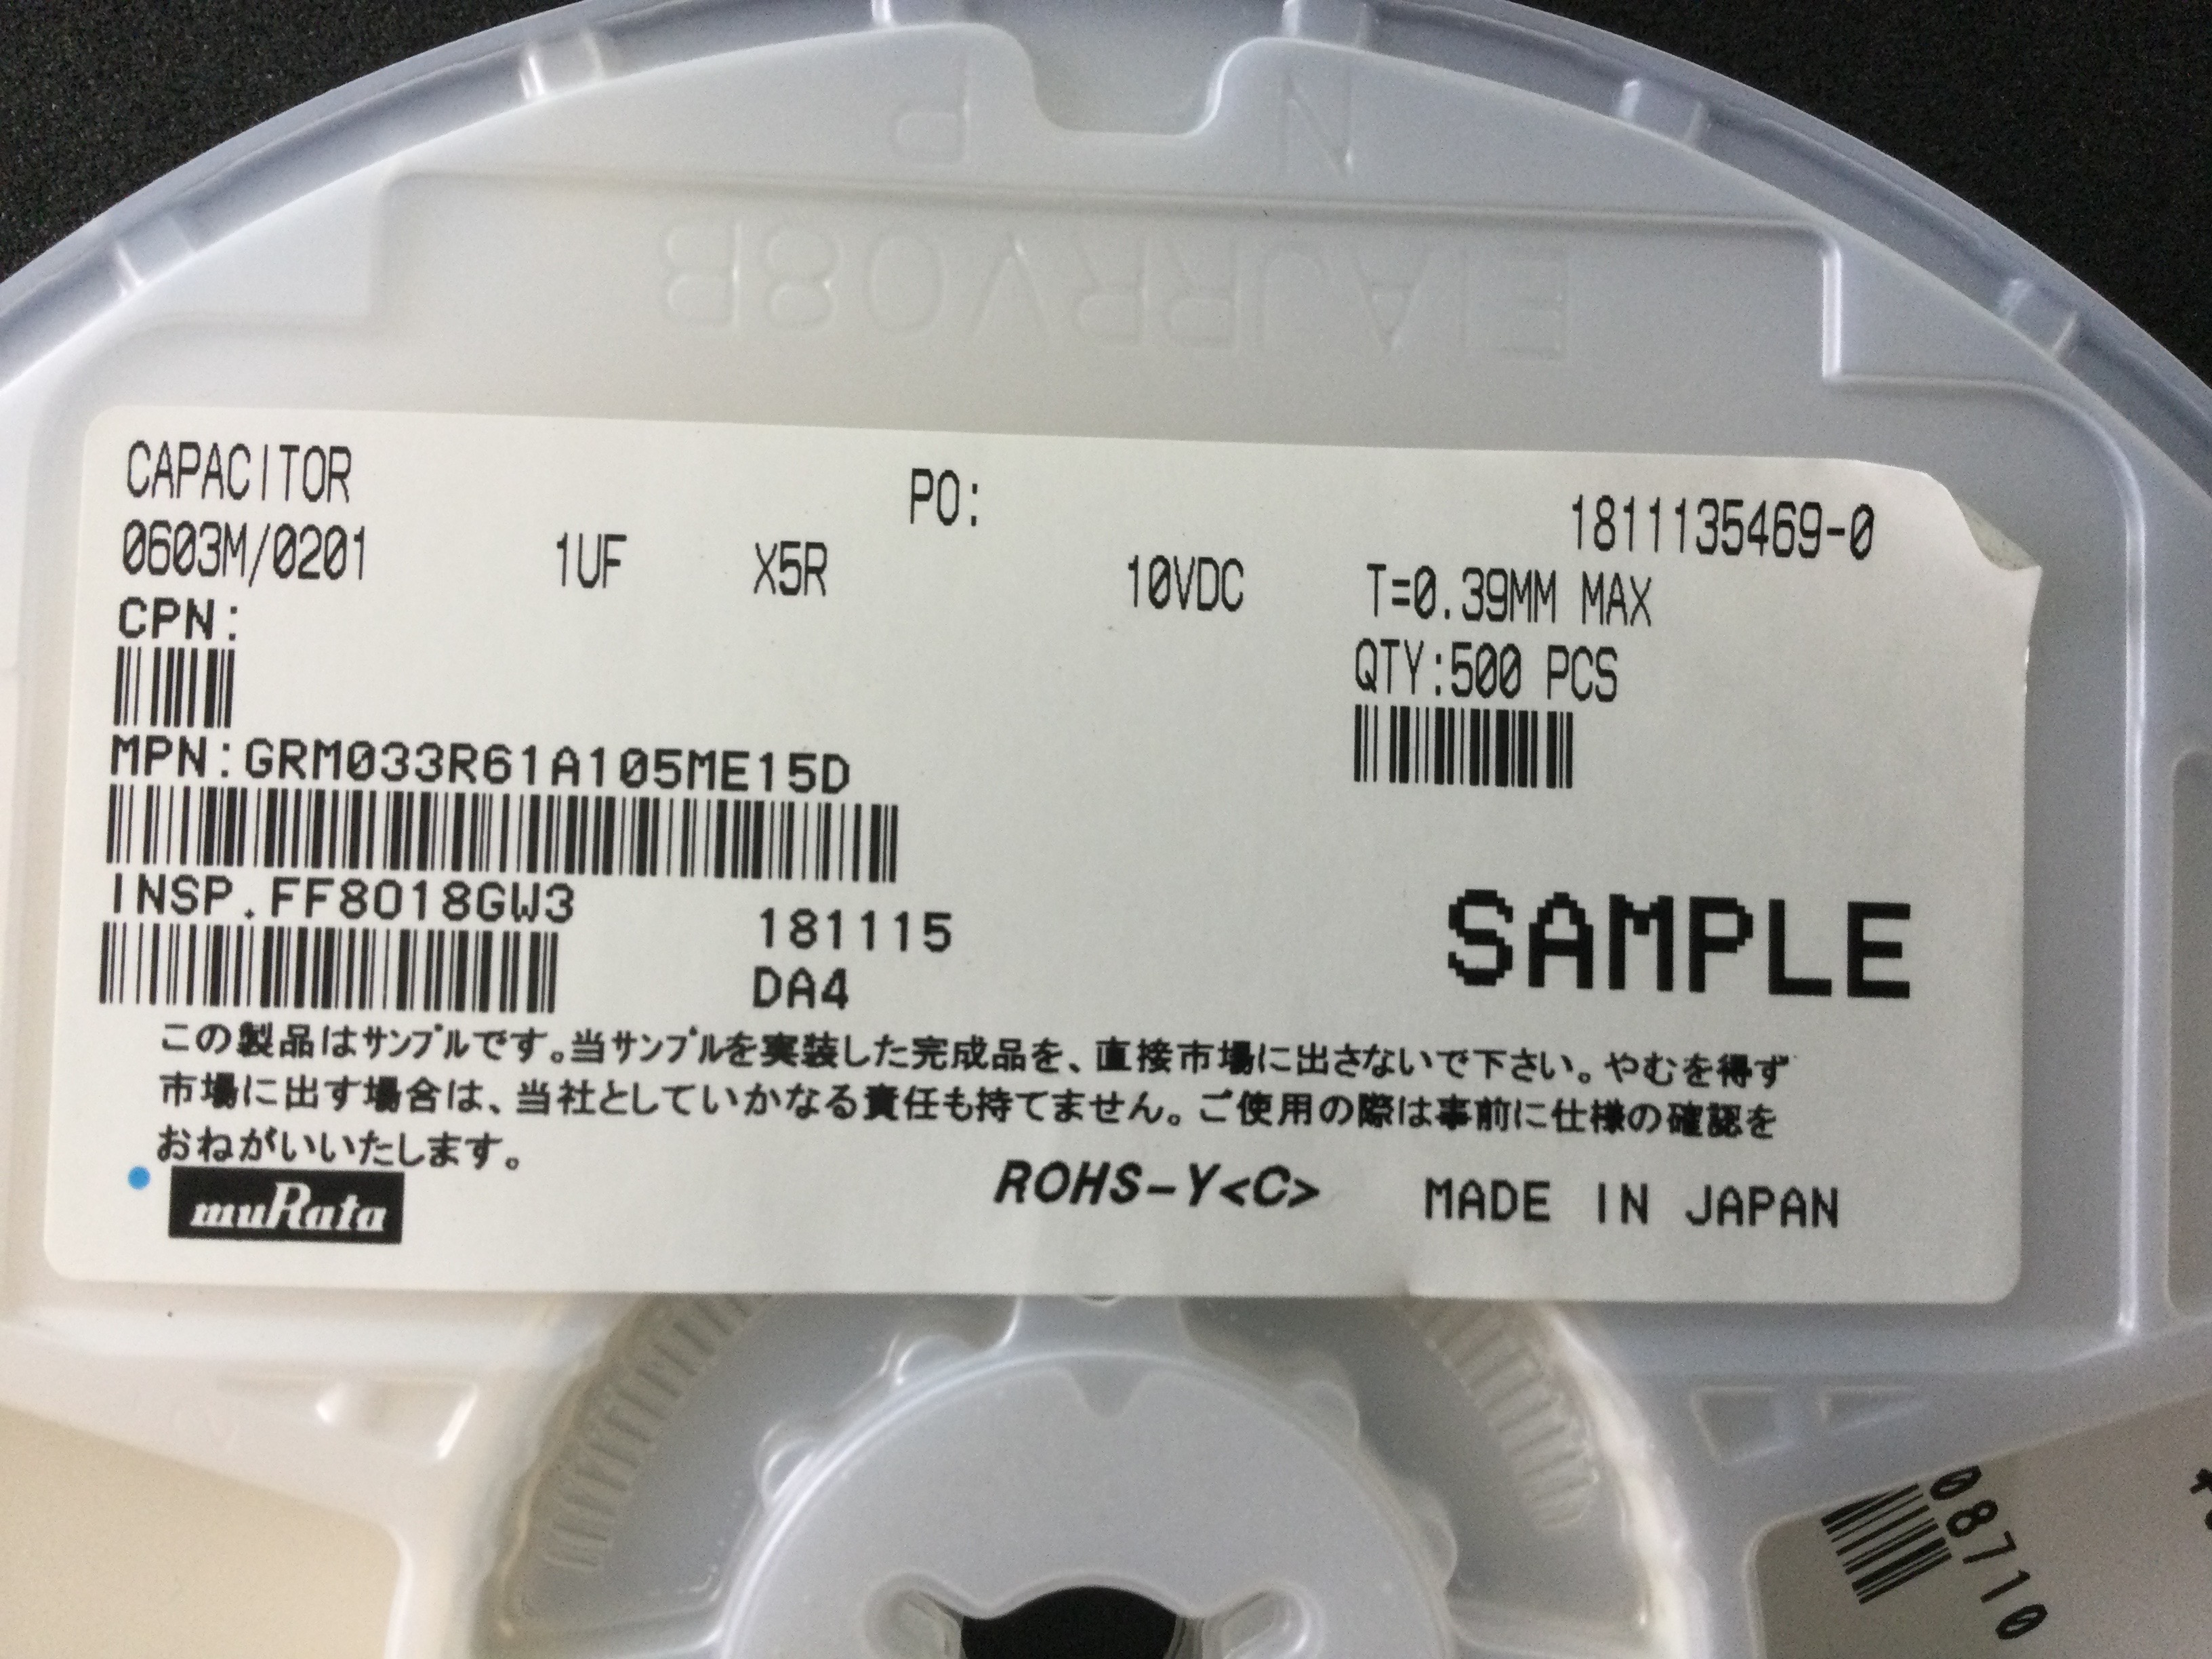 P N
EIAJRRV08B
CAPACITOR
PO:
1811135469-0
0603M/0201 1UF X5R 10VDC T=0.39MM MAX
CPN:
QTY:500 PCS
MPN:GRM033R61A105ME15D
INSP.FF8018GW3
181115
DA4
SAMPLE
この製品はサンプルです。当サンプルを実装した完成品を、直接市場に出さないで下さい。やむを得ず
市場に出す場合は、当社としていかなる責任も持てません。ご使用の際は事前に仕様の確認を
おねがいいたします。
muRata
ROHS-Y<C>
MADE IN JAPAN
08710